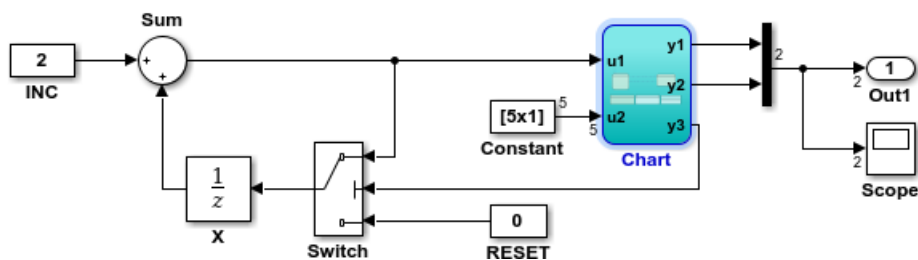 Sum
2
INC
+
+
u1
u2
y1
y2
y3
Chart
[5x1]
Constant
5
5
2
1
2
Out1
2
Scope
1
z
X
Switch
0
RESET